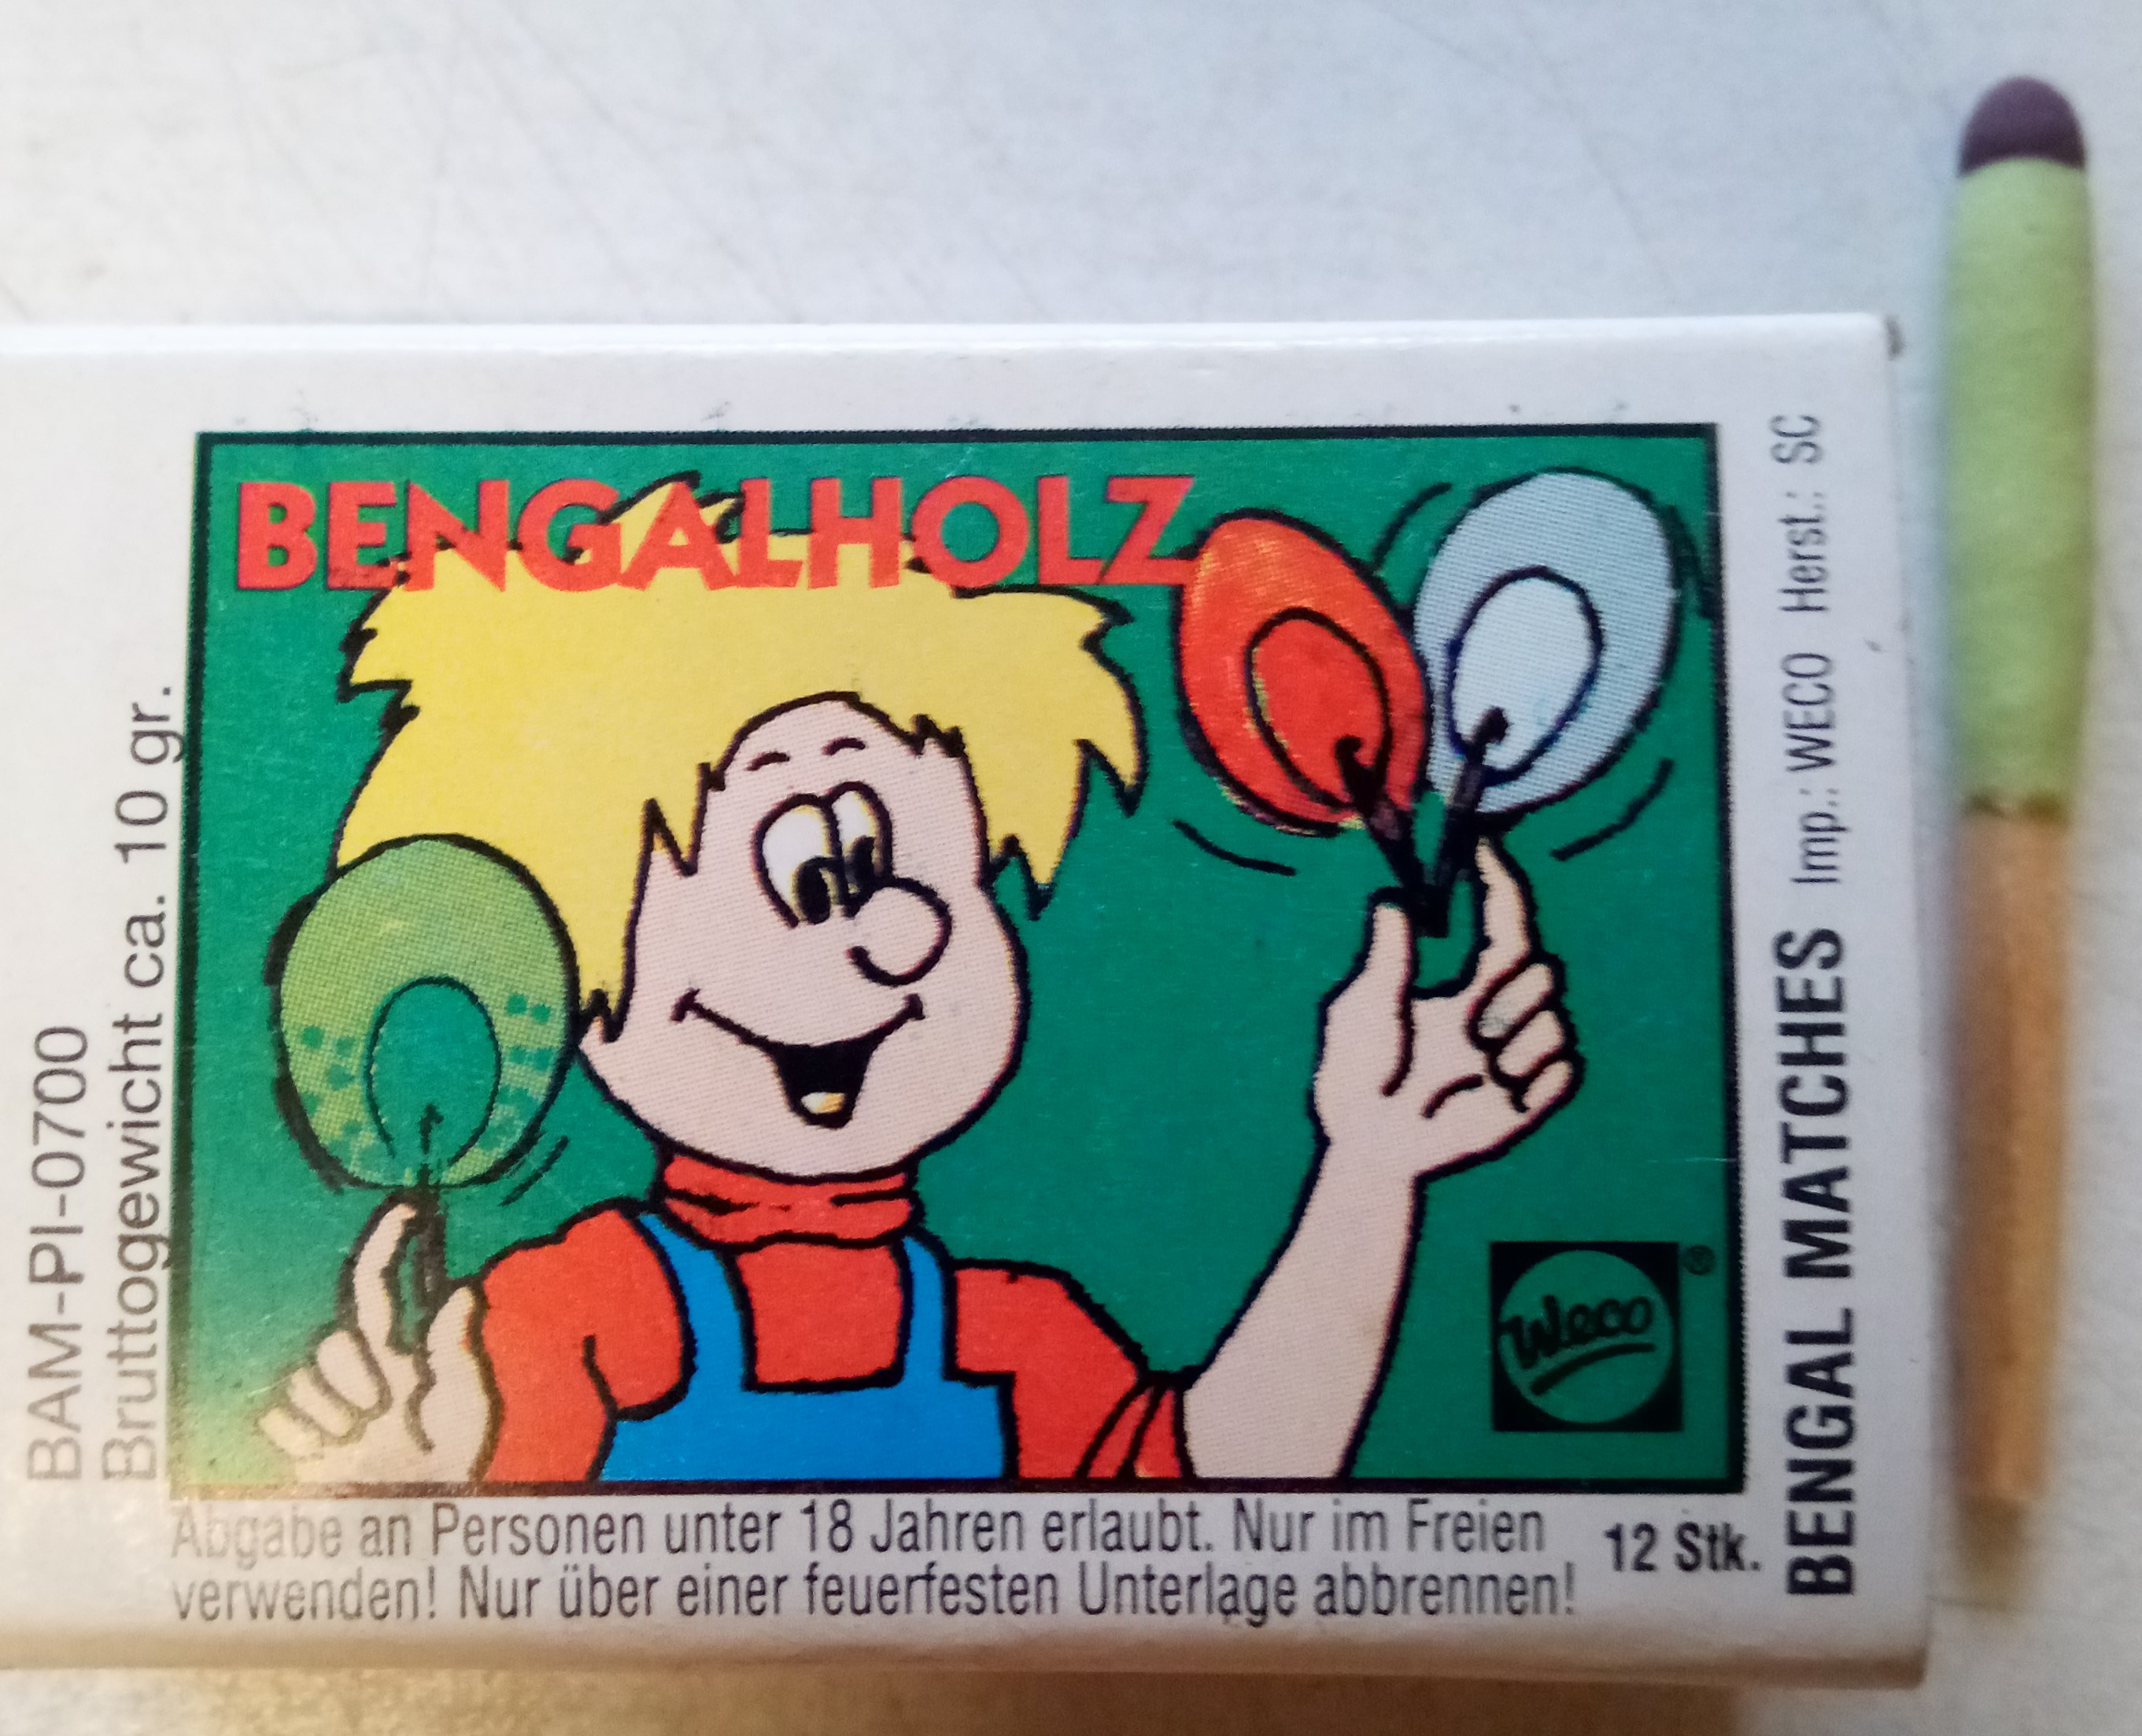 BENGALHOLZ
Weco
®
Abgabe an Personen unter 18 Jahren erlaubt. Nur im Freien
verwenden! Nur über einer feuerfesten Unterlage abbrennen!
12 Stk.
BAM-PI-0700
Bruttogewicht ca. 10 gr.
BENGAL MATCHES Imp.: WECO Herst.: SC